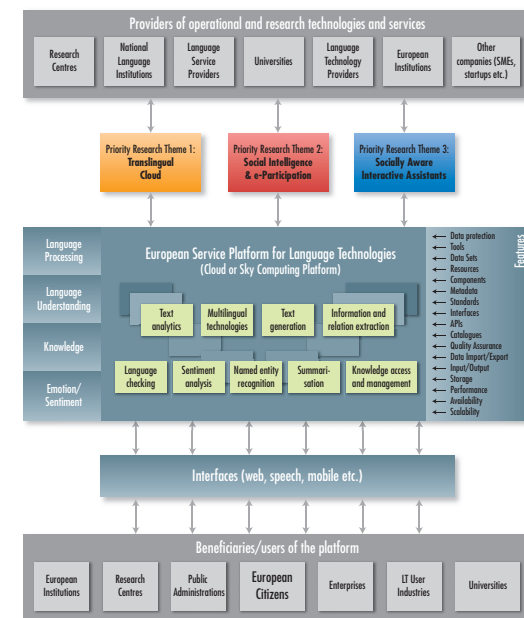 Providers of operational and research technologies and services
Research
Centres
National
Language
Institutions
Language
Service
Providers
Universities
Language
Technology
Providers
European
Institutions
Other
companies (SMEs,
startups etc.)
Priority Research Theme 1:
Translingual
Cloud
Priority Research Theme 2:
Social Intelligence
& e-Participation
Priority Research Theme 3:
Socially Aware
Interactive Assistants
Language
Processing
Language
Understanding
Knowledge
Emotion/
Sentiment
European Service Platform for Language Technologies
(Cloud or Sky Computing Platform)
Text
analytics
Multilingual
technologies
Text
generation
Information and
relation extraction
Language
checking
Sentiment
analysis
Named entity
recognition
Summari-
sation
Knowledge access
and management
Features
Data protection
Tools
Data Sets
Resources
Components
Metadata
Standards
Interfaces
APIs
Catalogues
Quality Assurance
Data Import/Export
Input/Output
Storage
Performance
Availability
Scalability
Interfaces (web, speech, mobile etc.)
Beneficiaries/users of the platform
European
Institutions
Research
Centres
Public
Administrations
European
Citizens
Enterprises
LT User
Industries
Universities